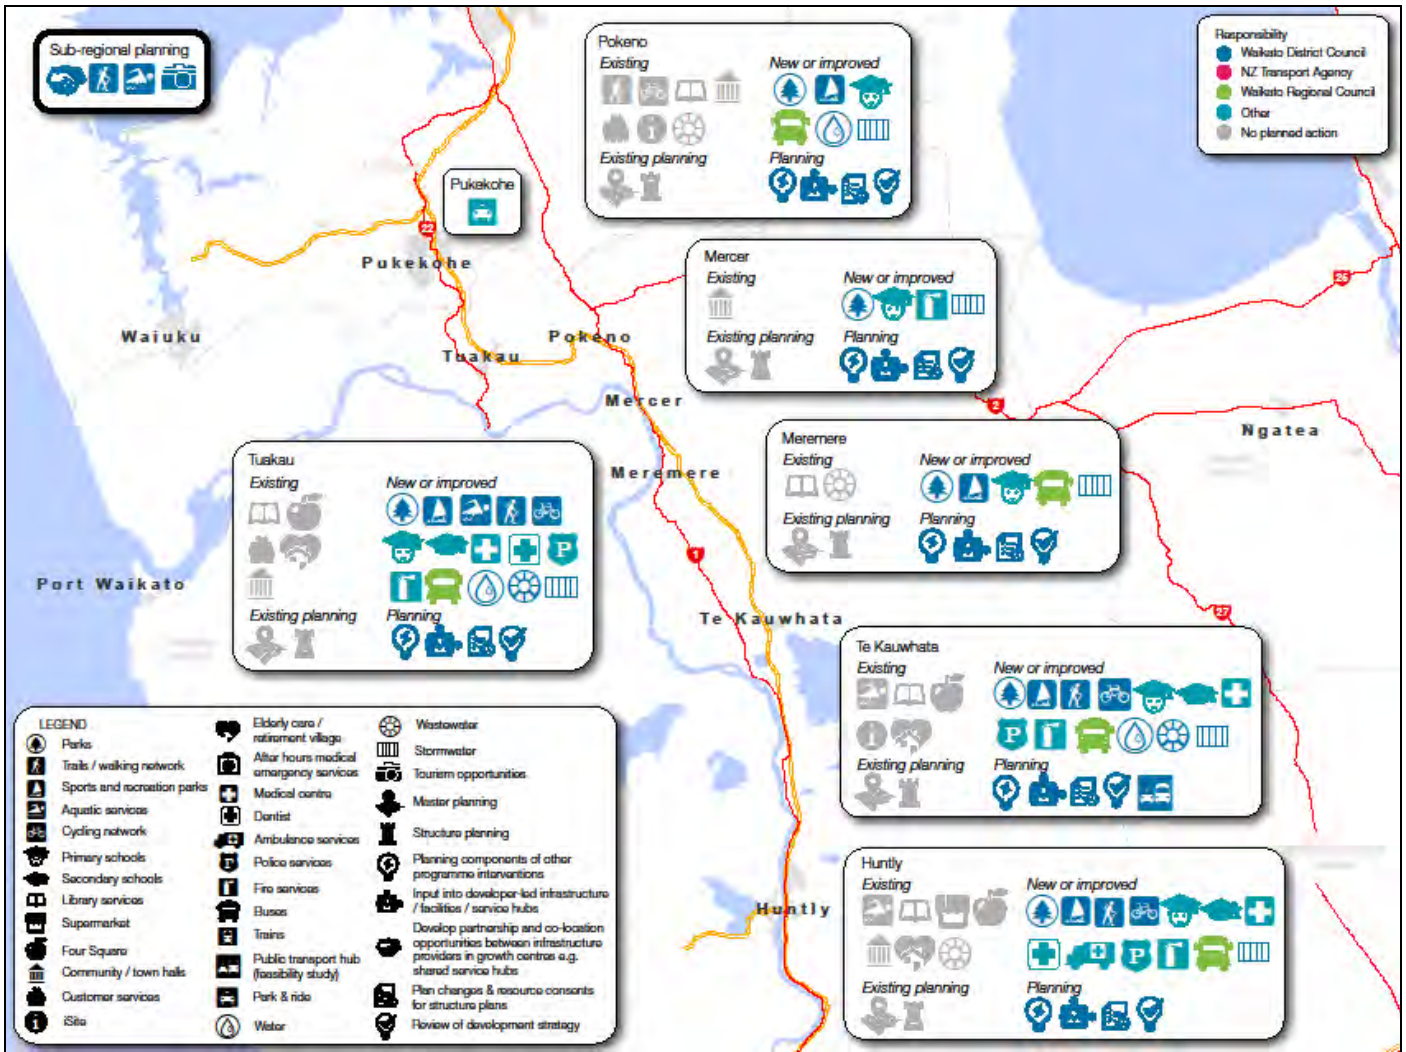 Sub-regional planning
Pokeno
Existing
New or improved
Existing planning
Planning
Responsibility
Waikato District Council
NZ Transport Agency
Waikato Regional Council
Other
No planned action
Pukekohe
22
Pukekohe
Waiuku
Tuakau
Pokeno
Mercer
Existing
New or improved
Existing planning
Planning
25
2
Mercer
Ngatea
Meremere
Meremere
Existing
New or improved
Existing planning
Planning
Tuakau
Existing
New or improved
P
Existing planning
Planning
1
Port Waikato
27
Te Kauwhata
Te Kauwhata
Existing
New or improved
P
Existing planning
Planning
Huntly
Huntly
Existing
New or improved
P
Existing planning
Planning
LEGEND
Parks
Trails / walking network
Sports and recreation parks
Aquatic services
Cycling network
Primary schools
Secondary schools
Library services
Supermarket
Four Square
Community / town halls
Customer services
iSite
Elderly care /
retirement village
After hours medical
emergency services
Medical centre
Dentist
Ambulance services
Police services
Fire services
Buses
Trains
Public transport hub
(feasibility study)
Park & ride
Water
Wastewater
Stormwater
Tourism opportunities
Master planning
Structure planning
Planning components of other
programme interventions
Input into developer-led infrastructure
/ facilities / service hubs
Develop partnership and co-location
opportunities between infrastructure
providers in growth centres e.g.
shared service hubs
Plan changes & resource consents
for structure plans
Review of development strategy